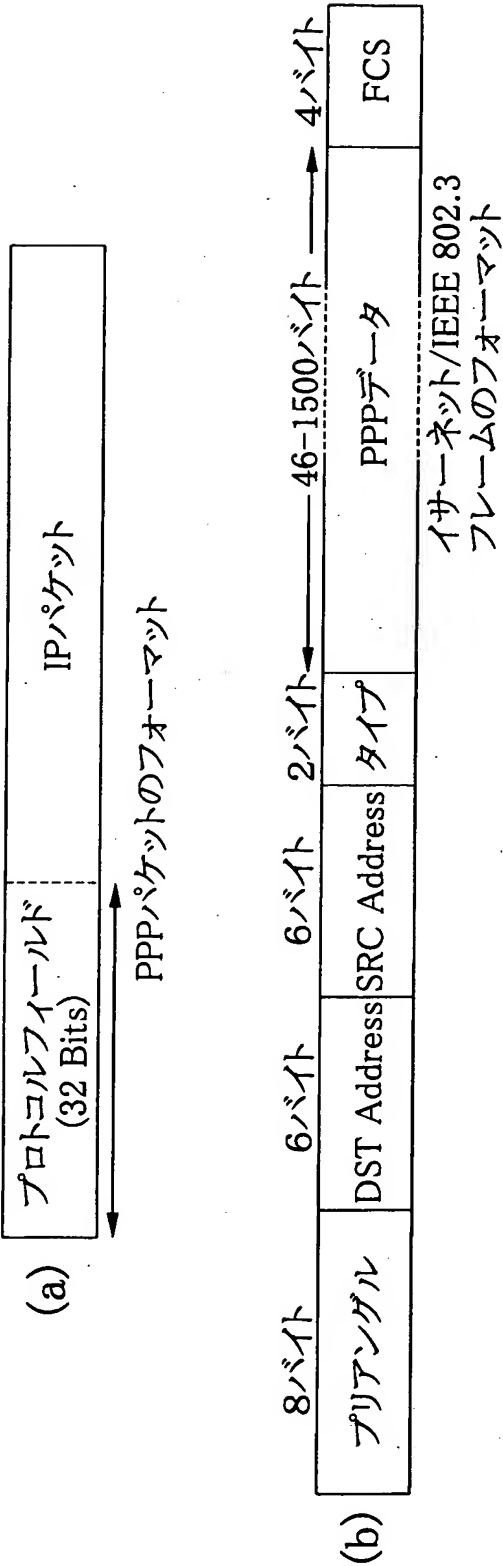 (a)
プロトコルフィールド
(32 Bits)
IPパケット
PPPパケットのフォーマット
(b)
8バイト
6バイト
6バイト
2バイト
46-1500バイト
4バイト
プリアングル
DST Address
SRC Address
タイプ
PPPデータ
FCS
イサーネット/IEEE 802.3
フレームのフォーマット